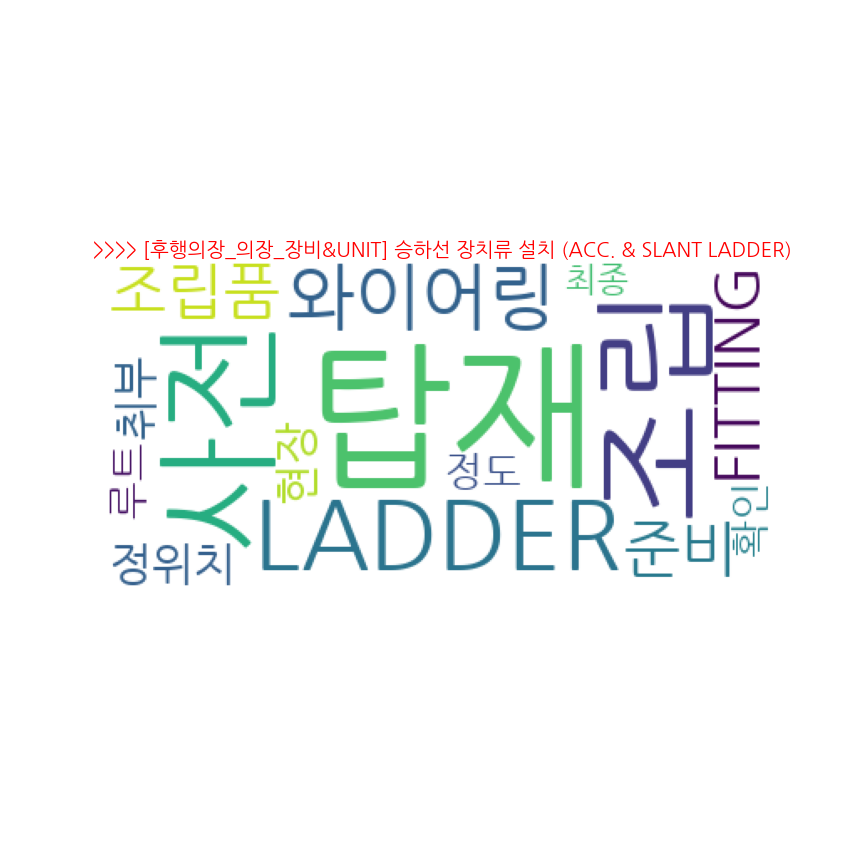 >>>> [후행의장_의장_장비&UNIT] 승하선 장치류 설치 (ACC. & SLANT LADDER)
조립품
와이어링
최종
FITTING
조립
사전
탑재
취부
현장
정도
루트
LADDER
준비
확인
정위치